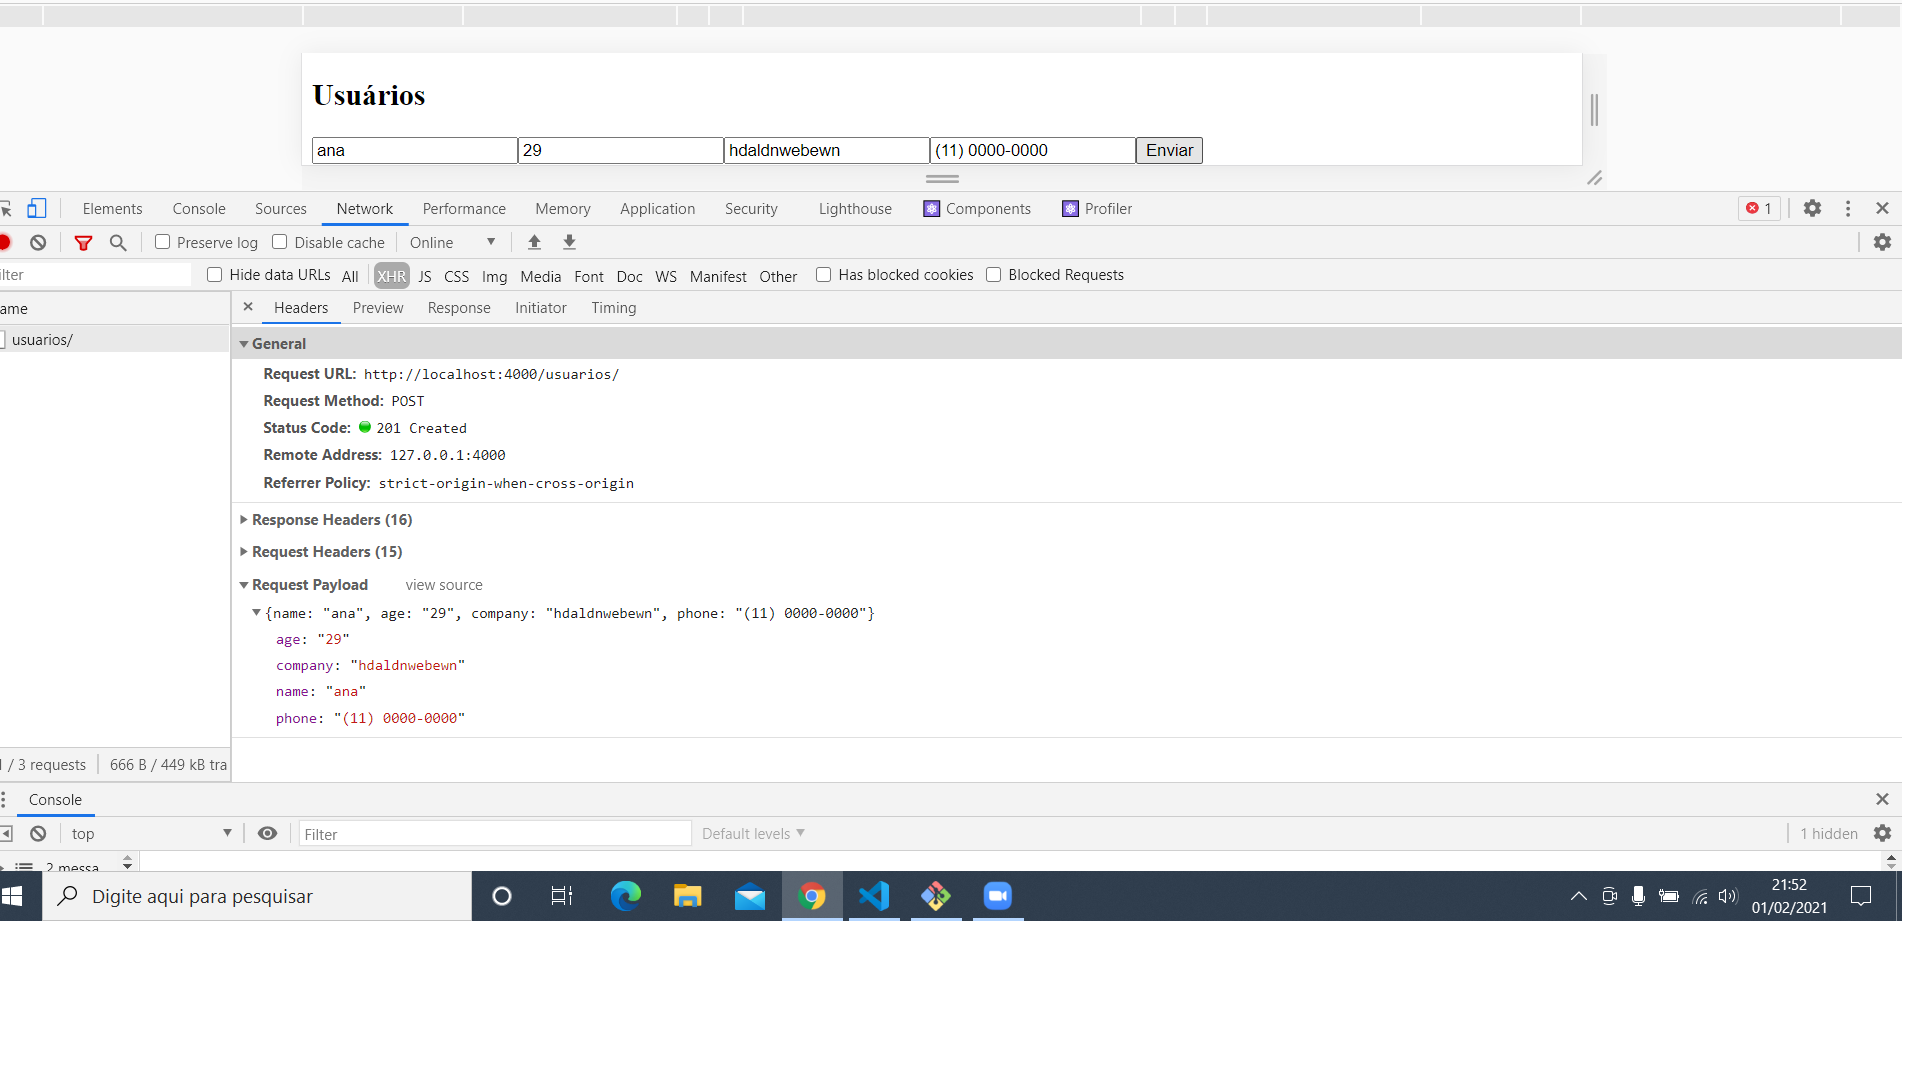 Usuários
ana 29 hdaldnwebewn (11) 0000-0000 Enviar
Elements Console Sources Network Performance Memory Application Security Lighthouse Components Profiler 1
Preserve log Disable cache Online
Hide data URLs All XHR JS CSS Img Media Font Doc WS Manifest Other Has blocked cookies Blocked Requests
ame
Headers Preview Response Initiator Timing
usuarios/
General
Request URL: http://localhost:4000/usuarios/
Request Method: POST
Status Code: 201 Created
Remote Address: 127.0.0.1:4000
Referrer Policy: strict-origin-when-cross-origin
Response Headers (16)
Request Headers (15)
Request Payload view source
{name: "ana", age: "29", company: "hdaldnwebewn", phone: "(11) 0000-0000"}
age: "29"
company: "hdaldnwebewn"
name: "ana"
phone: "(11) 0000-0000"
/ 3 requests 666 B / 449 kB tra
Console
top Filter Default levels 1 hidden
2 messa
Digite aqui para pesquisar
21:52
01/02/2021